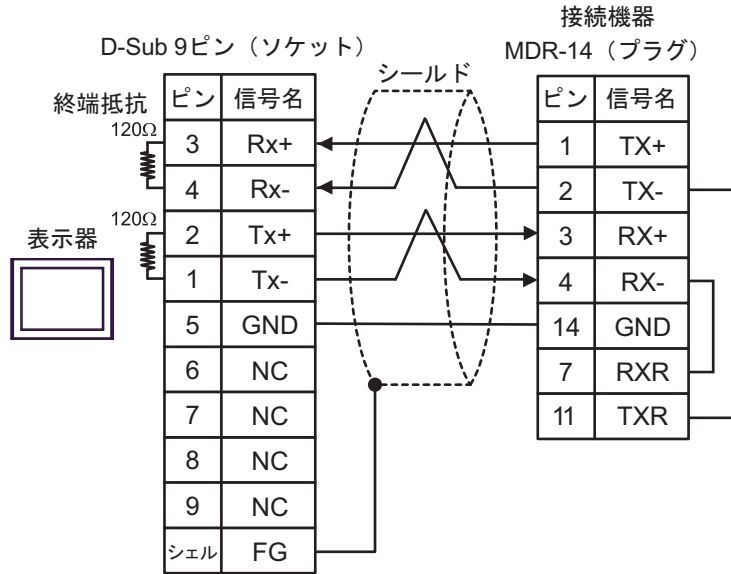 接続機器
D-Sub 9ピン（ソケット）
MDR-14（プラグ）
シールド
終端抵抗
ピン 信号名
ピン 信号名
120Ω
3 Rx+
1 TX+
4 Rx-
2 TX-
120Ω
2 Tx+
3 RX+
表示器
1 Tx-
4 RX-
5 GND
14 GND
6 NC
7 RXR
7 NC
11 TXR
8 NC
9 NC
シェル FG